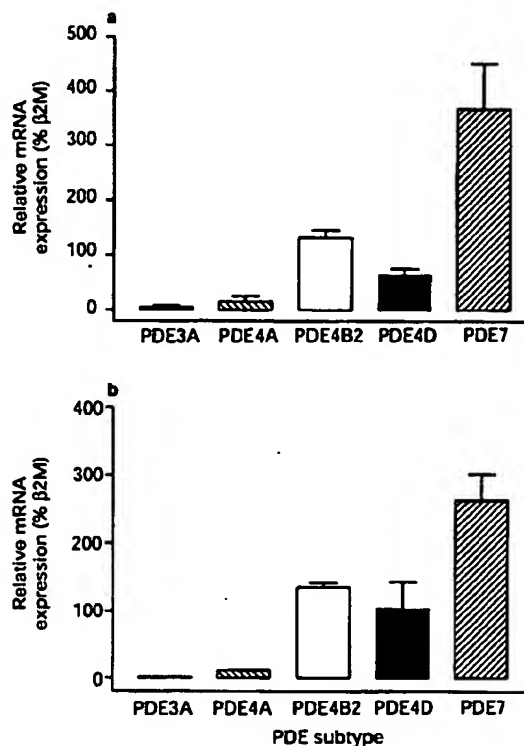 a
Relative mRNA
expression (% β2M)
500
400
300
200
100
0
PDE3A PDE4A PDE4B2 PDE4D PDE7
b
Relative mRNA
expression (% β2M)
400
300
200
100
0
PDE3A PDE4A PDE4B2 PDE4D PDE7
PDE subtype